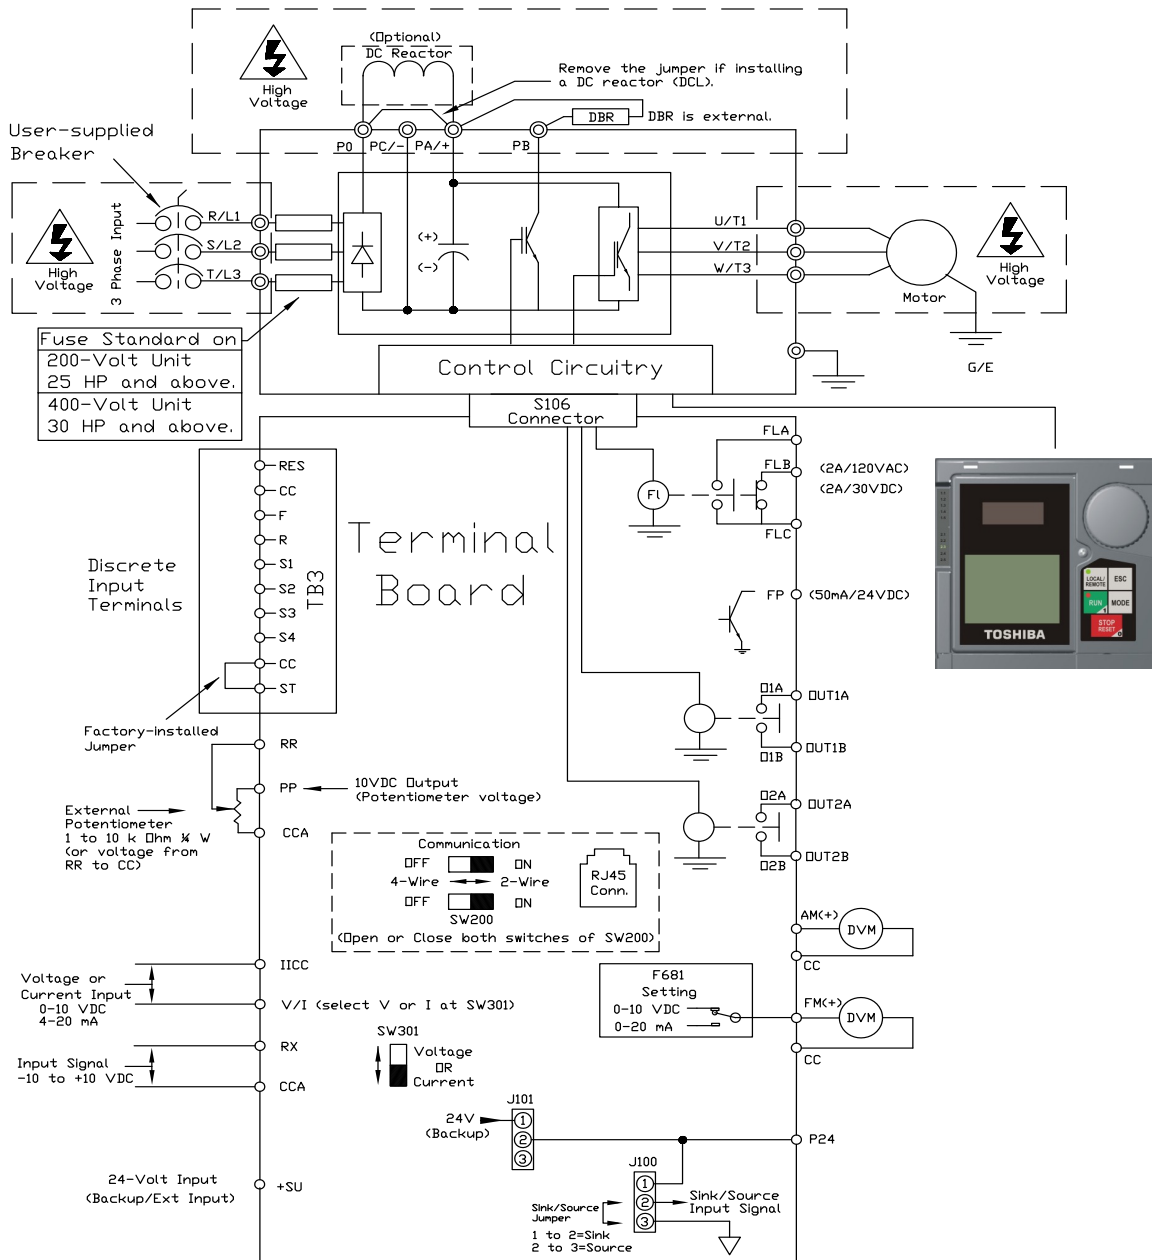 (Optional)
DC Reactor
High
Voltage
Remove the jumper if installing
a DC reactor (DCL).
DBR
DBR is external.
P0
PC/-
PA/+
PB
User-supplied
Breaker
3 Phase Input
High
Voltage
R/L1
S/L2
T/L3
(+)
(-)
U/T1
V/T2
W/T3
Motor
High
Voltage
G/E
Fuse Standard on
200-Volt Unit
25 HP and above.
400-Volt Unit
30 HP and above.
Control Circuitry
S106
Connector
Terminal
Board
Discrete
Input
Terminals
TB3
RES
CC
F
R
S1
S2
S3
S4
CC
ST
Factory-installed
Jumper
RR
PP
10VDC Output
(Potentiometer voltage)
CCA
External
Potentiometer
1 to 10 k Ohm ¼ W
(or voltage from
RR to CC)
Fl
FLA
FLB
(2A/120VAC)
(2A/30VDC)
FLC
FP
(50mA/24VDC)
O1A
OUT1A
OUT1B
O1B
O2A
OUT2A
OUT2B
O2B
LOCAL/
REMOTE
ESC
RUN
1
MODE
STOP
RESET
0
TOSHIBA
Communication
OFF
ON
4-Wire
2-Wire
OFF
ON
SW200
(Open or Close both switches of SW200)
RJ45
Conn.
AM(+)
DVM
CC
F681
Setting
0-10 VDC
0-20 mA
FM(+)
DVM
CC
Voltage or
Current Input
0-10 VDC
4-20 mA
IICC
V/I (select V or I at SW301)
SW301
Voltage
OR
Current
Input Signal
-10 to +10 VDC
RX
CCA
J101
24V
(Backup)
1
2
3
P24
24-Volt Input
(Backup/Ext Input)
+SU
J100
1
2
3
Sink/Source
Input Signal
Sink/Source
Jumper
1 to 2=Sink
2 to 3=Source